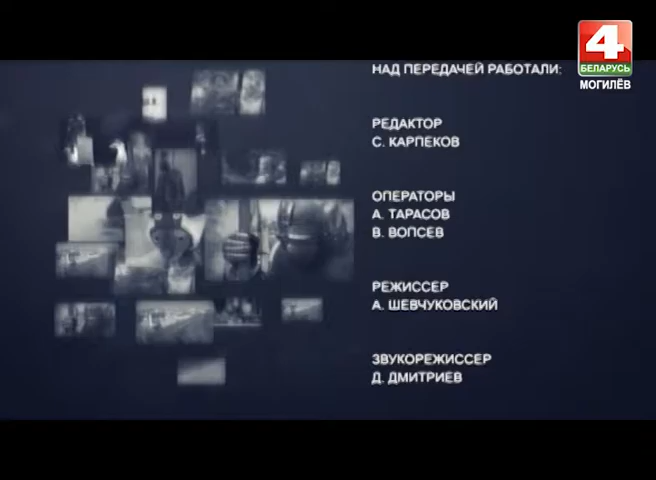 4
БЕЛАРУСЬ
МОГИЛЁВ
НАД ПЕРЕДАЧЕЙ РАБОТАЛИ:
РЕДАКТОР
С. КАРПЕКОВ
ОПЕРАТОРЫ
А. ТАРАСОВ
В. ВОПСЕВ
РЕЖИССЕР
А. ШЕВЧУКОВСКИЙ
ЗВУКОРЕЖИССЕР
Д. ДМИТРИЕВ